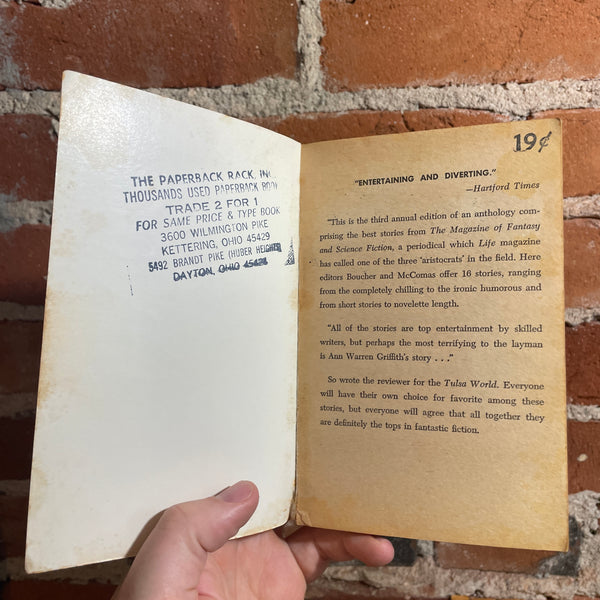 THE PAPERBACK RACK, INC.
THOUSANDS USED PAPERBACK BOO
TRADE 2 FOR 1
FOR SAME PRICE & TYPE BOOK
3600 WILMINGTON PIKE
KETTERING, OHIO 45429
5492 BRANDT PIKE (HUBER HEIGHTS)
DAYTON, OHIO 45424
19¢
"ENTERTAINING AND DIVERTING."
—Hartford Times
"This is the third annual edition of an anthology com-
prising the best stories from The Magazine of Fantasy
and Science Fiction, a periodical which Life magazine
has called one of the three 'aristocrats' in the field. Here
editors Boucher and McComas offer 16 stories, ranging
from the completely chilling to the ironic humorous and
from short stories to novelette length.
"All of the stories are top entertainment by skilled
writers, but perhaps the most terrifying to the layman
is Ann Warren Griffith's story . . ."
So wrote the reviewer for the Tulsa World. Everyone
will have their own choice for favorite among these
stories, but everyone will agree that all together they
are definitely the tops in fantastic fiction.